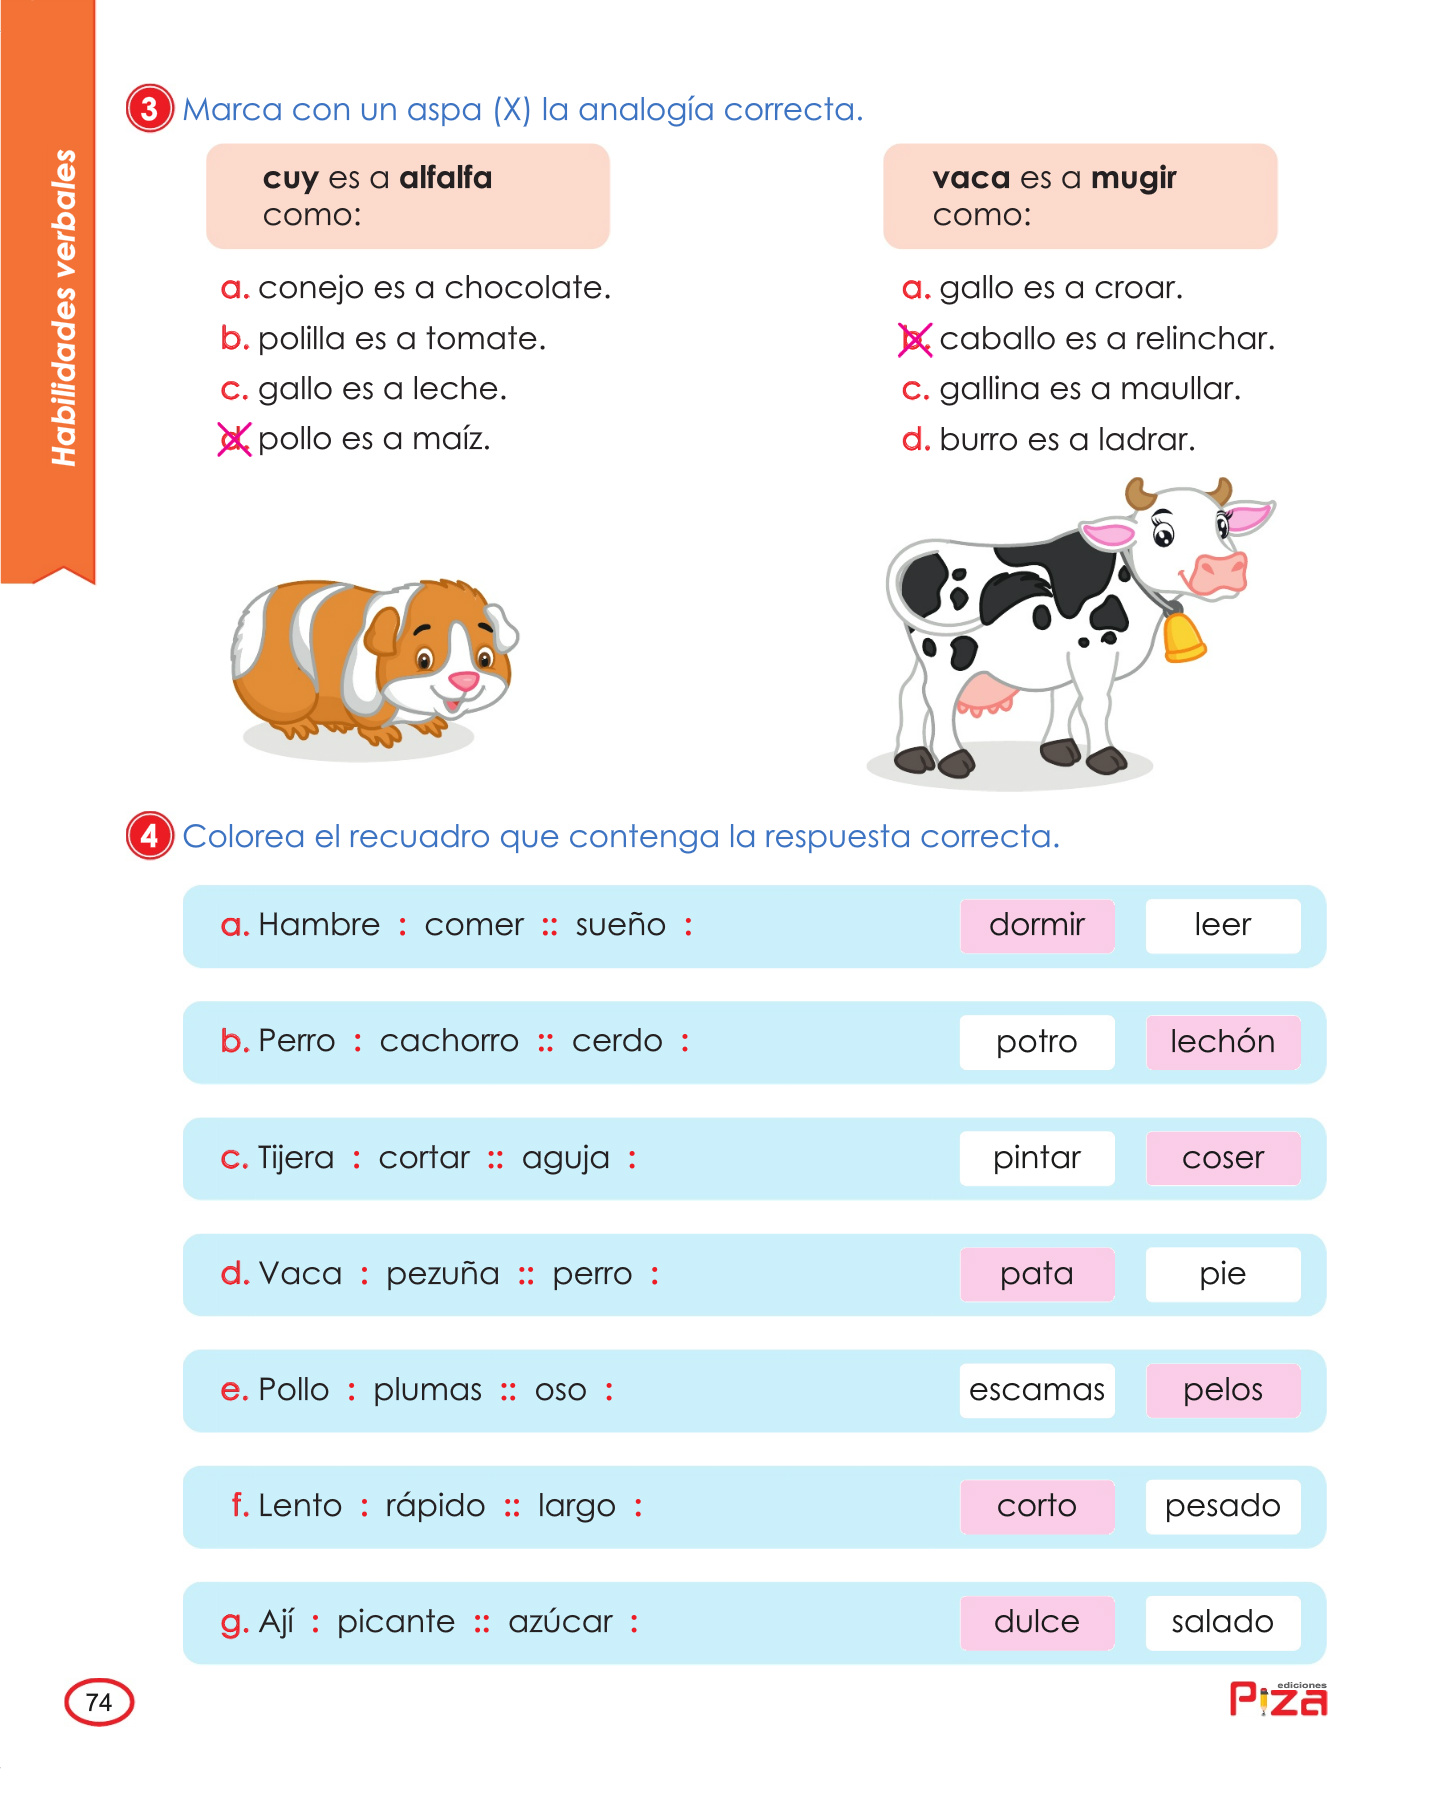 Habilidades verbales
3 Marca con un aspa (X) la analogía correcta.
cuy es a alfalfa
como:
a. conejo es a chocolate.
b. polilla es a tomate.
c. gallo es a leche.
d. pollo es a maíz.
vaca es a mugir
como:
a. gallo es a croar.
b. caballo es a relinchar.
c. gallina es a maullar.
d. burro es a ladrar.
4 Colorea el recuadro que contenga la respuesta correcta.
a. Hambre : comer :: sueño : dormir leer
b. Perro : cachorro :: cerdo : potro lechón
c. Tijera : cortar :: aguja : pintar coser
d. Vaca : pezuña :: perro : pata pie
e. Pollo : plumas :: oso : escamas pelos
f. Lento : rápido :: largo : corto pesado
g. Ají : picante :: azúcar : dulce salado
74
ediciones
Piza